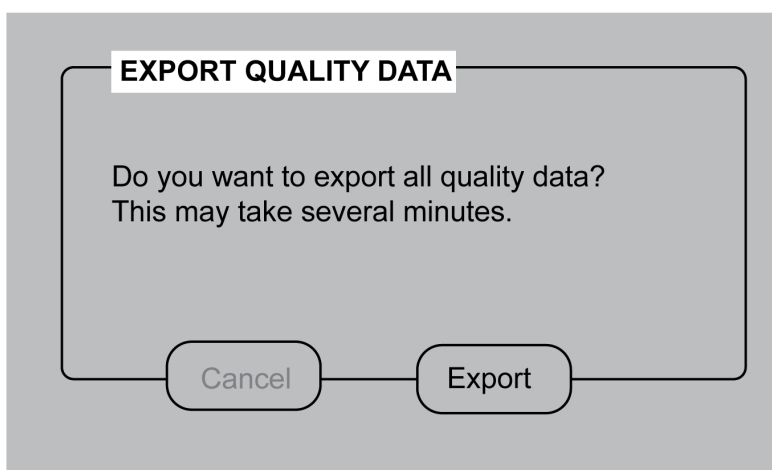 EXPORT QUALITY DATA
Do you want to export all quality data?
This may take several minutes.
Cancel
Export